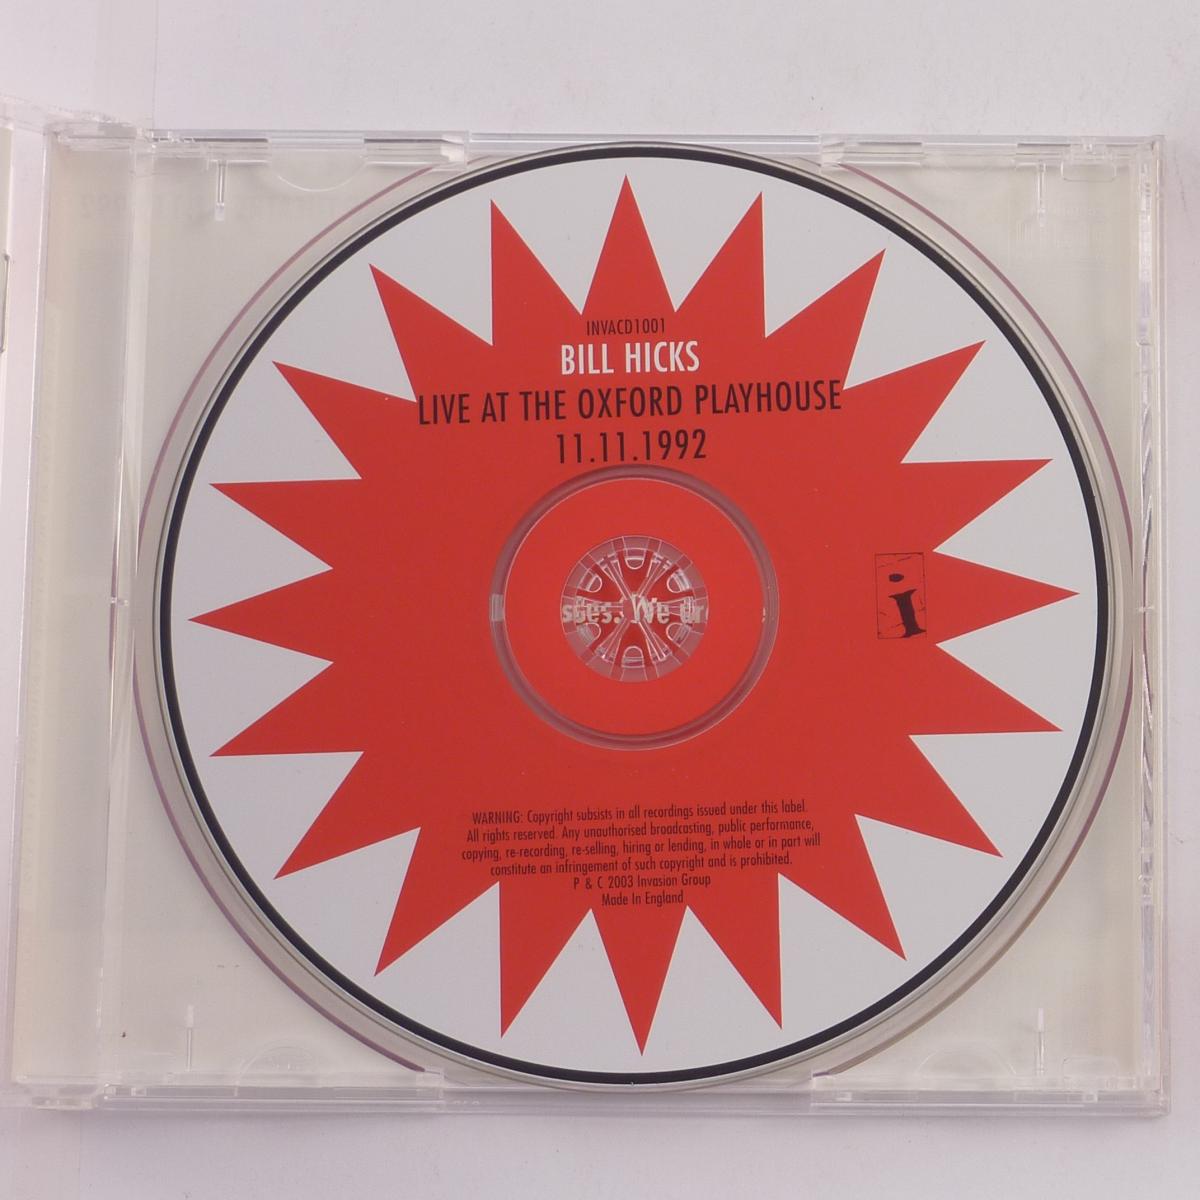 INVACD1001
BILL HICKS
LIVE AT THE OXFORD PLAYHOUSE
11.11.1992
i
We
WARNING: Copyright subsists in all recordings issued under this label.
All rights reserved. Any unauthorised broadcasting, public performance,
copying, re-recording, re-selling, hiring or lending, in whole or in part will
constitute an infringement of such copyright and is prohibited.
P & C 2003 Invasion Group
Made In England